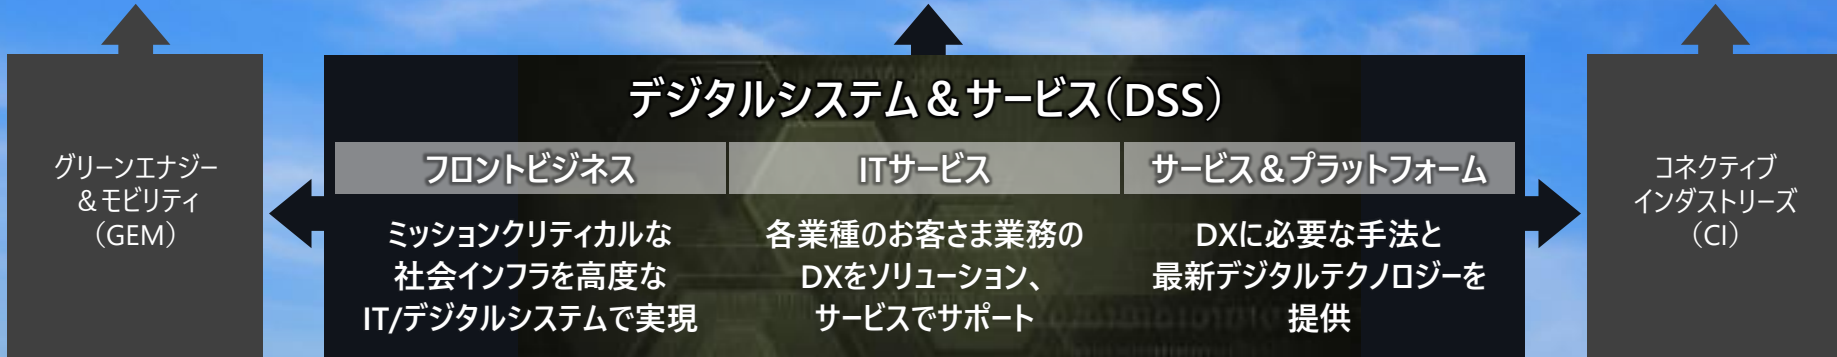 デジタルシステム＆サービス（DSS）
グリーンエナジー
＆モビリティ
（GEM）
フロントビジネス
ミッションクリティカルな
社会インフラを高度な
IT/デジタルシステムで実現
ITサービス
各業種のお客さま業務の
DXをソリューション、
サービスでサポート
サービス＆プラットフォーム
DXに必要な手法と
最新デジタルテクノロジーを
提供
コネクティブ
インダストリーズ
（CI）